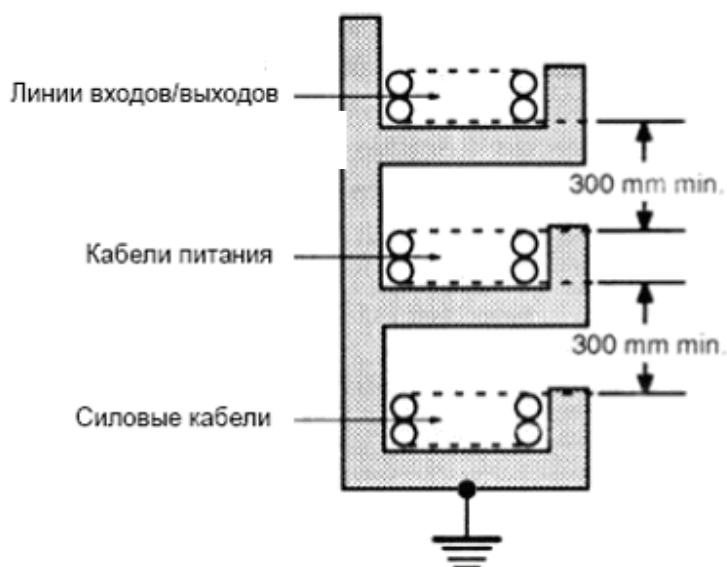 Линии входов/выходов
300 mm min.
Кабели питания
300 mm min.
Силовые кабели